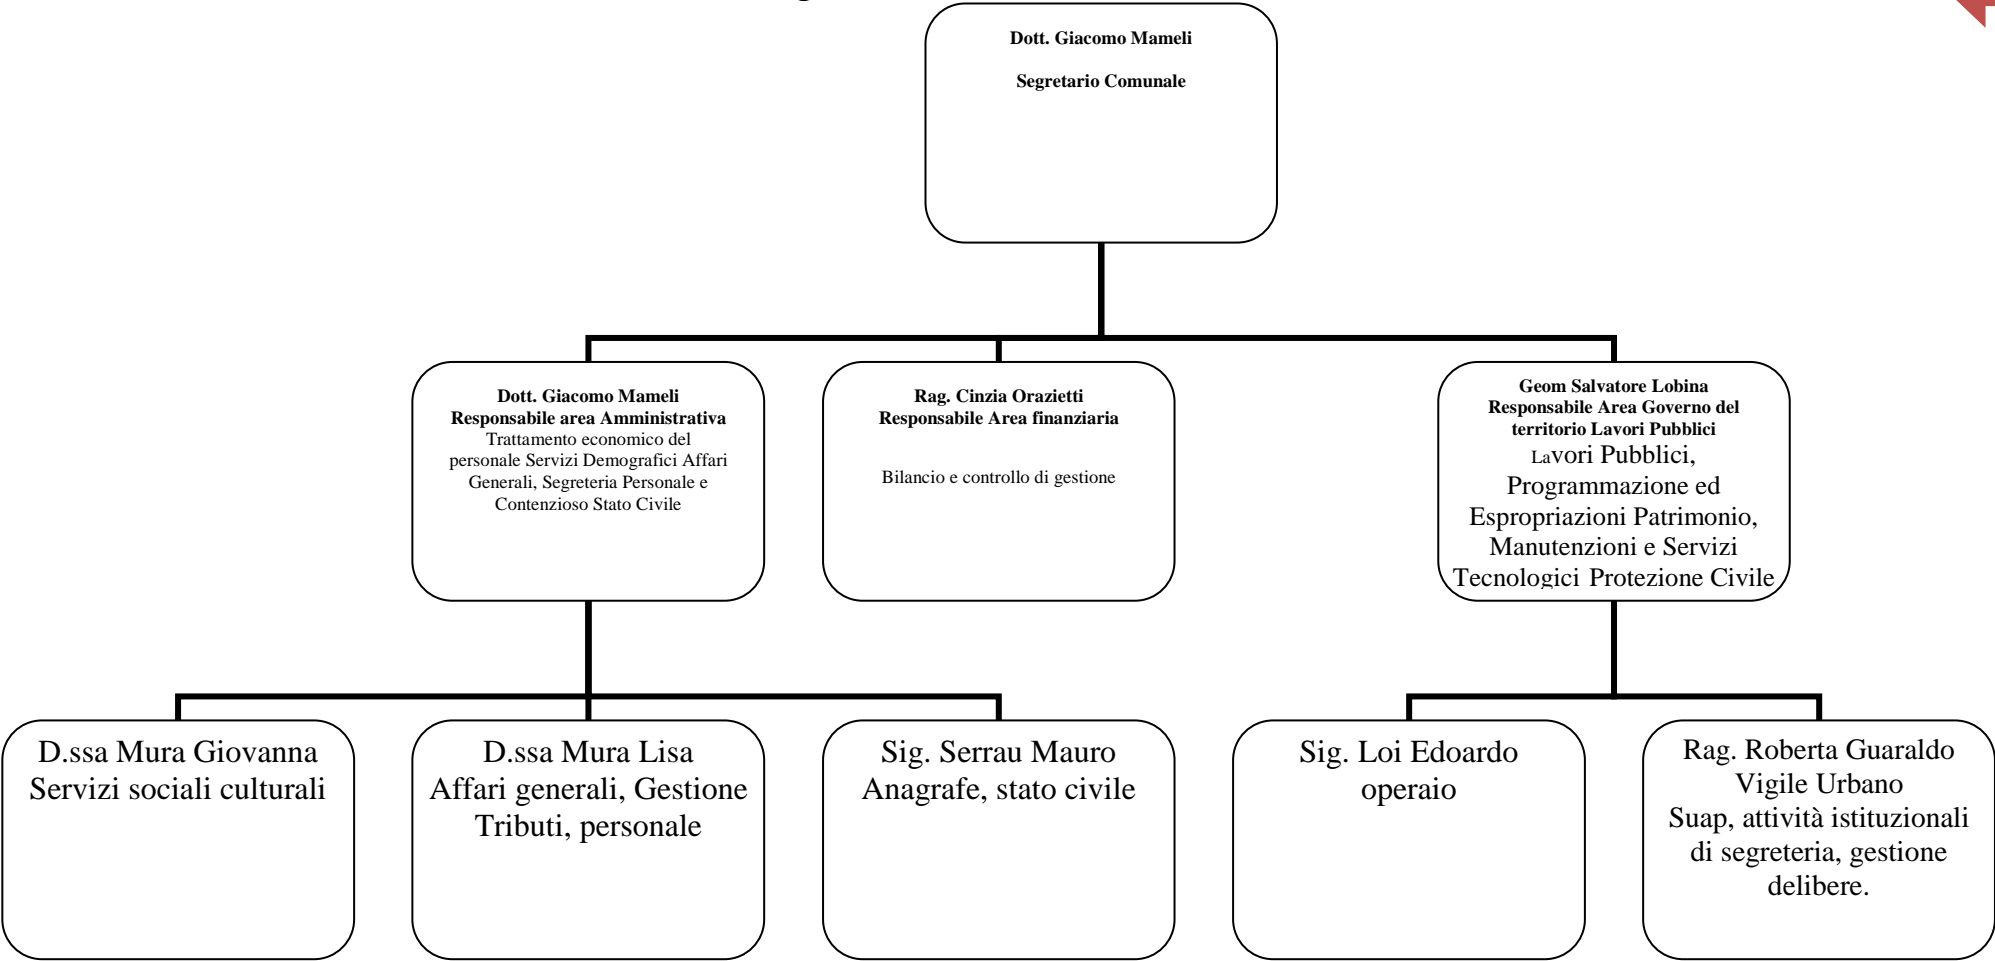 Dott. Giacomo Mameli
Segretario Comunale
Dott. Giacomo Mameli
Responsabile area Amministrativa
Trattamento economico del
personale Servizi Demografici Affari
Generali, Segreteria Personale e
Contenzioso Stato Civile
Rag. Cinzia Orazietti
Responsabile Area finanziaria
Bilancio e controllo di gestione
Geom Salvatore Lobina
Responsabile Area Governo del
territorio Lavori Pubblici
Lavori Pubblici,
Programmazione ed
Espropriazioni Patrimonio,
Manutenzioni e Servizi
Tecnologici Protezione Civile
D.ssa Mura Giovanna
Servizi sociali culturali
D.ssa Mura Lisa
Affari generali, Gestione
Tributi, personale
Sig. Serrau Mauro
Anagrafe, stato civile
Sig. Loi Edoardo
operaio
Rag. Roberta Guaraldo
Vigile Urbano
Suap, attività istituzionali
di segreteria, gestione
delibere.